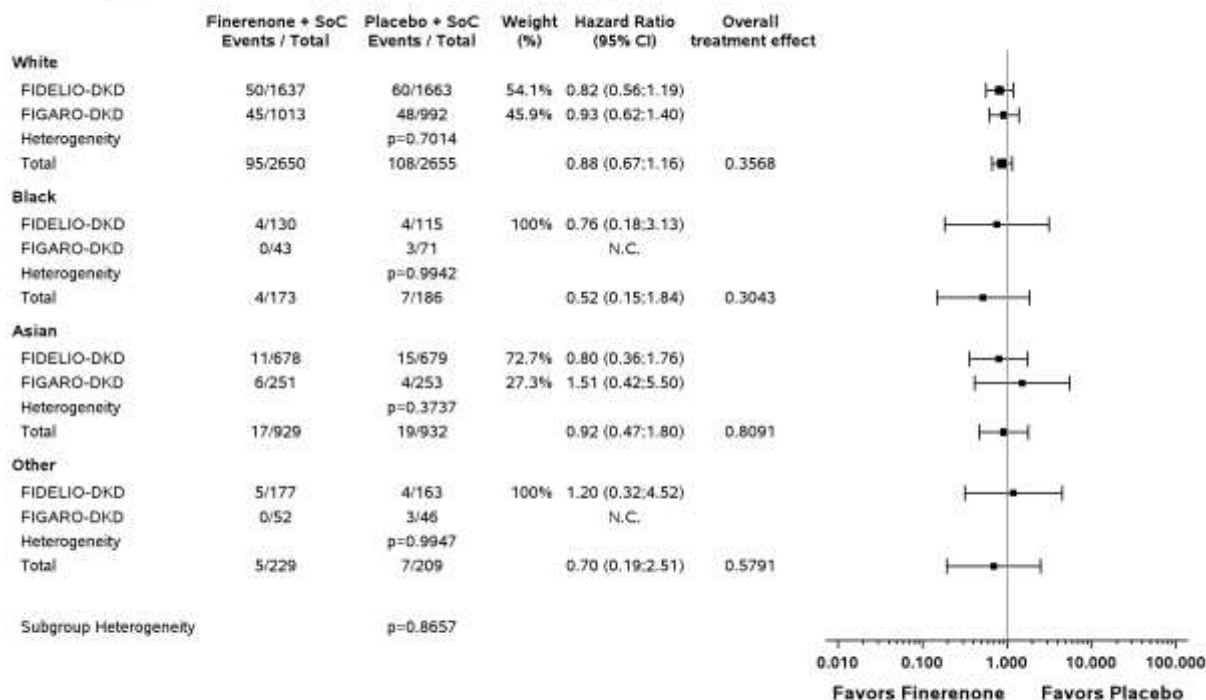 Finerenone + SoC Placebo + SoC Weight Hazard Ratio Overall
Events / Total Events / Total (%) (95% CI) treatment effect
White
FIDELIO-DKD 50/1637 60/1663 54.1% 0.82 (0.56;1.19)
FIGARO-DKD 45/1013 48/992 45.9% 0.93 (0.62;1.40)
Heterogeneity p=0.7014
Total 95/2650 108/2655 0.88 (0.67;1.16) 0.3568
Black
FIDELIO-DKD 4/130 4/115 100% 0.76 (0.18;3.13)
FIGARO-DKD 0/43 3/71 N.C.
Heterogeneity p=0.9942
Total 4/173 7/186 0.52 (0.15;1.84) 0.3043
Asian
FIDELIO-DKD 11/678 15/679 72.7% 0.80 (0.36;1.76)
FIGARO-DKD 6/251 4/253 27.3% 1.51 (0.42;5.50)
Heterogeneity p=0.3737
Total 17/929 19/932 0.92 (0.47;1.80) 0.8091
Other
FIDELIO-DKD 5/177 4/163 100% 1.20 (0.32;4.52)
FIGARO-DKD 0/52 3/46 N.C.
Heterogeneity p=0.9947
Total 5/229 7/209 0.70 (0.19;2.51) 0.5791
Subgroup Heterogeneity p=0.8657
0.010 0.100 1.000 10.000 100.000
Favors Finerenone Favors Placebo